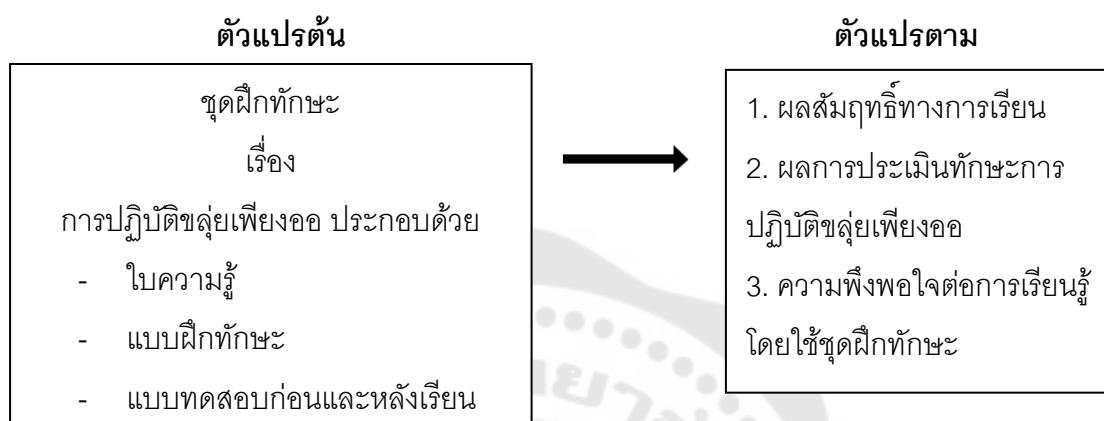 ตัวแปรต้น
ชุดฝึกทักษะ
เรื่อง
การปฏิบัติขลุ่ยเพียงออ ประกอบด้วย
- ใบความรู้
- แบบฝึกทักษะ
- แบบทดสอบก่อนและหลังเรียน
ตัวแปรตาม
1. ผลสัมฤทธิ์ทางการเรียน
2. ผลการประเมินทักษะการ
ปฏิบัติขลุ่ยเพียงออ
3. ความพึงพอใจต่อการเรียนรู้
โดยใช้ชุดฝึกทักษะ